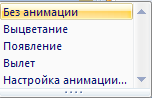 Без анимации
Выцветание
Появление
Вылет
Настройка анимации...